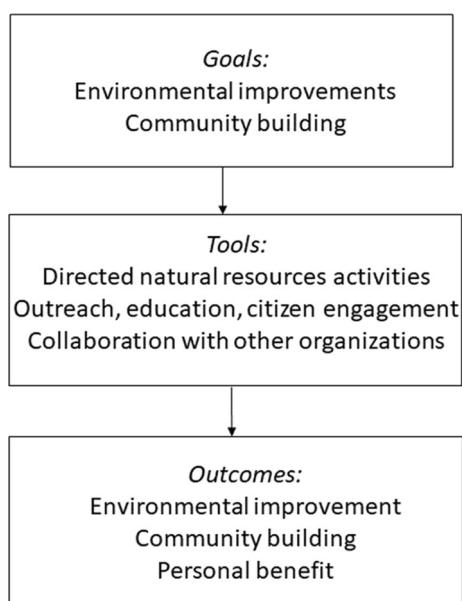 Goals:
Environmental improvements
Community building
Tools:
Directed natural resources activities
Outreach, education, citizen engagement
Collaboration with other organizations
Outcomes:
Environmental improvement
Community building
Personal benefit